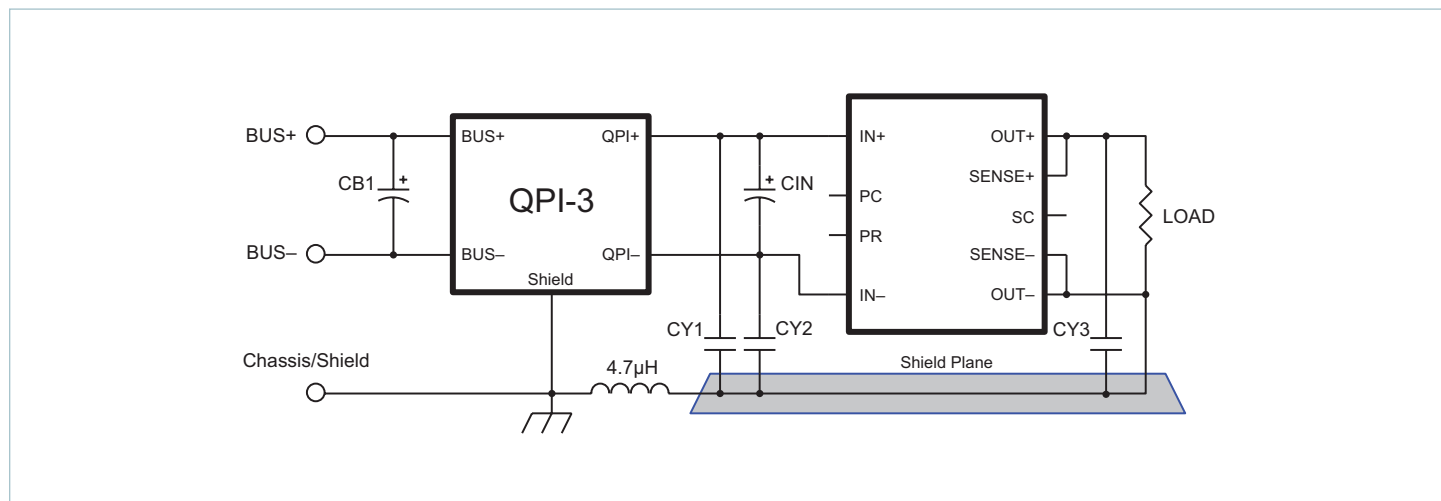 BUS+
BUS+
QPI+
IN+
OUT+
CB1
+
QPI-3
+
CIN
PC
SENSE+
PR
SC
LOAD
BUS–
BUS–
QPI–
SENSE–
Shield
IN–
OUT–
CY1
CY2
CY3
Chassis/Shield
4.7µH
Shield Plane